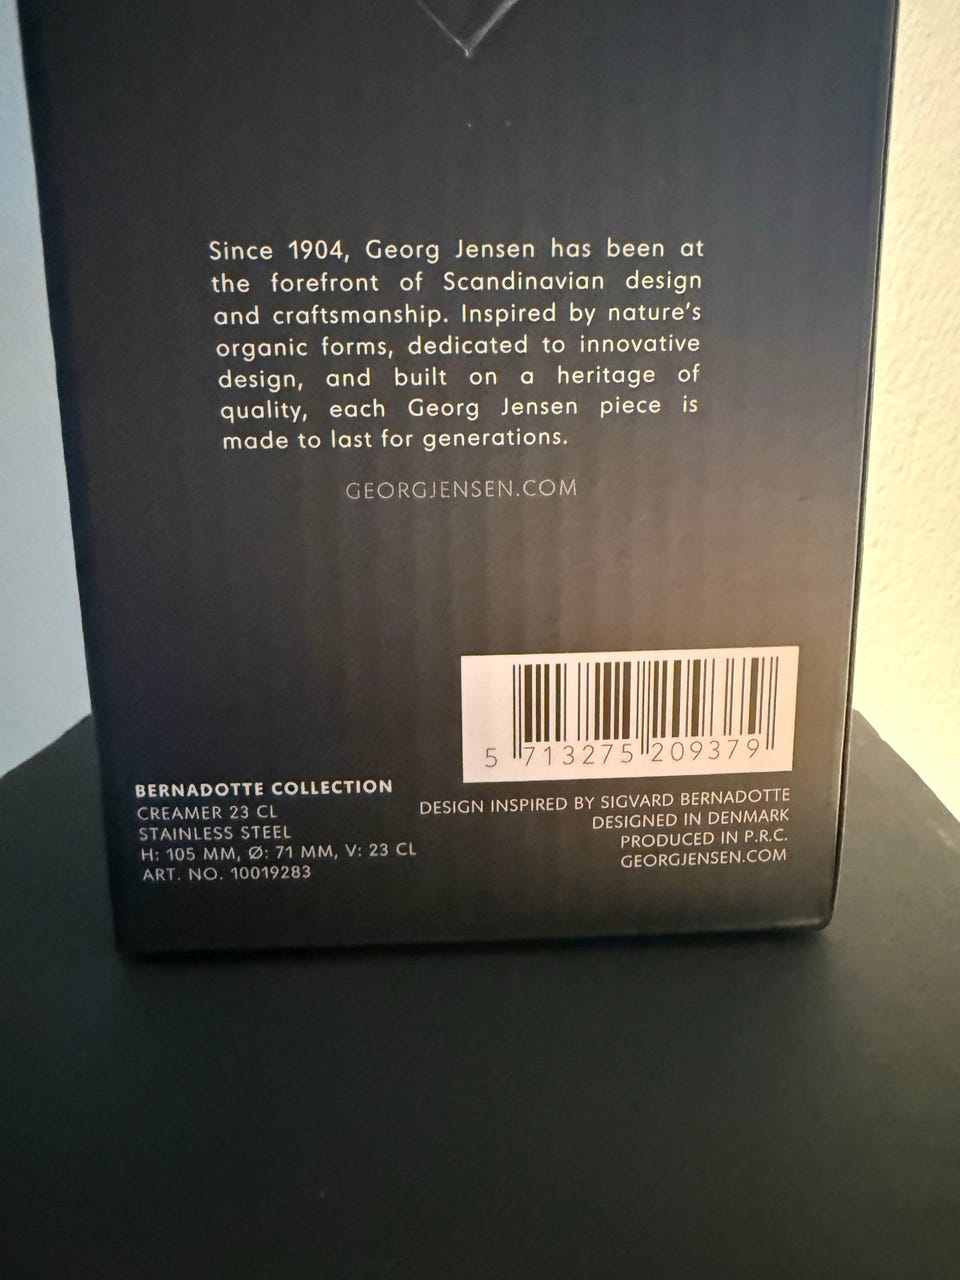 Since 1904, Georg Jensen has been at
the forefront of Scandinavian design
and craftsmanship. Inspired by nature's
organic forms, dedicated to innovative
design, and built on a heritage of
quality, each Georg Jensen piece is
made to last for generations.
GEORGJENSEN.COM
5 713275 209379
BERNADOTTE COLLECTION
CREAMER 23 CL
STAINLESS STEEL
H: 105 MM, Ø: 71 MM, V: 23 CL
ART. NO. 10019283
DESIGN INSPIRED BY SIGVARD BERNADOTTE
DESIGNED IN DENMARK
PRODUCED IN P.R.C.
GEORGJENSEN.COM